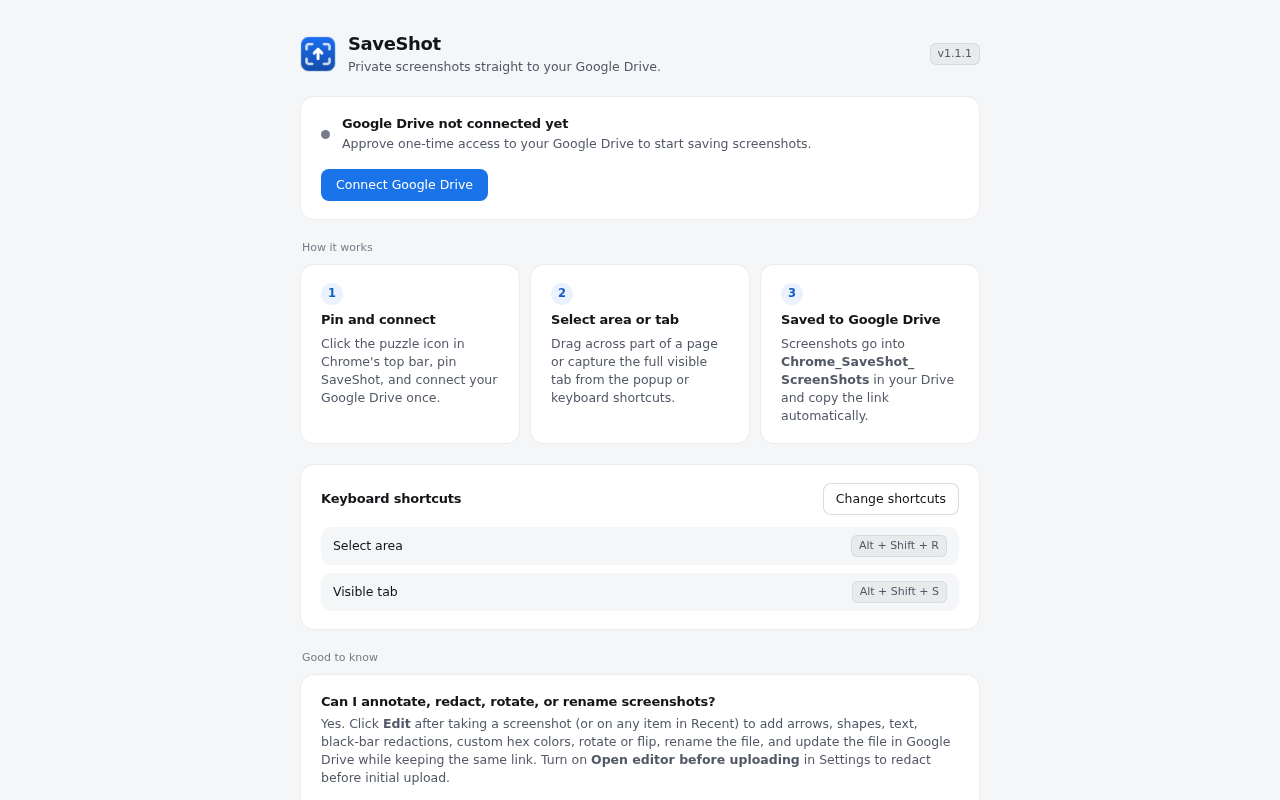 SaveShot
Private screenshots straight to your Google Drive.
v1.1.1
Google Drive not connected yet
Approve one-time access to your Google Drive to start saving screenshots.
Connect Google Drive
How it works
1
Pin and connect
Click the puzzle icon in
Chrome's top bar, pin
SaveShot, and connect your
Google Drive once.
2
Select area or tab
Drag across part of a page
or capture the full visible
tab from the popup or
keyboard shortcuts.
3
Saved to Google Drive
Screenshots go into
Chrome_SaveShot_
ScreenShots in your Drive
and copy the link
automatically.
Keyboard shortcuts
Change shortcuts
Select area
Alt + Shift + R
Visible tab
Alt + Shift + S
Good to know
Can I annotate, redact, rotate, or rename screenshots?
Yes. Click Edit after taking a screenshot (or on any item in Recent) to add arrows, shapes, text,
black-bar redactions, custom hex colors, rotate or flip, rename the file, and update the file in Google
Drive while keeping the same link. Turn on Open editor before uploading in Settings to redact
before initial upload.